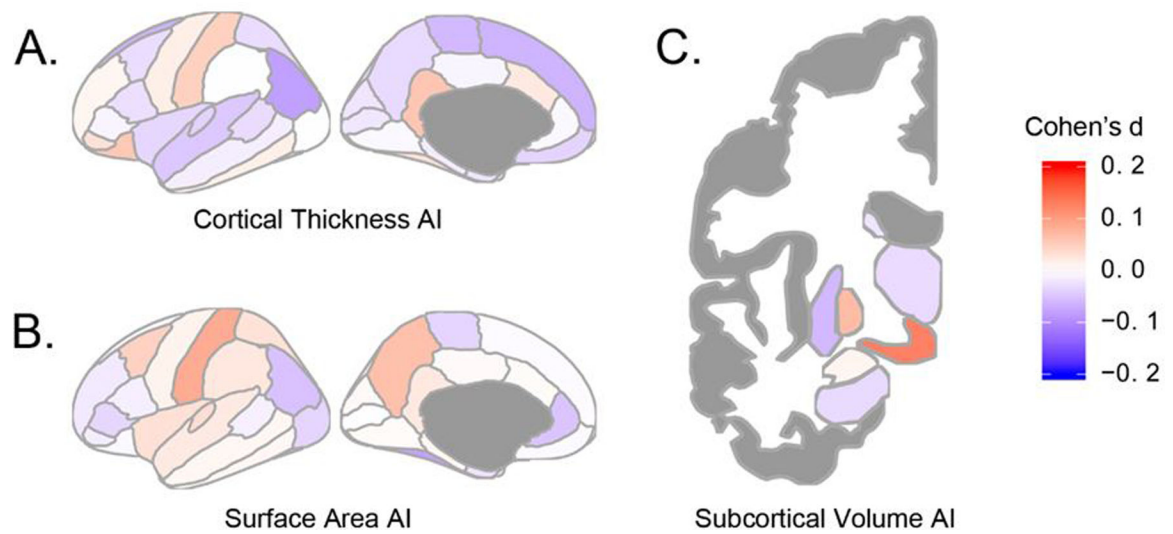 A.
Cortical Thickness AI
B.
Surface Area AI
C.
Subcortical Volume AI
Cohen's d
0. 2
0. 1
0. 0
−0. 1
−0. 2